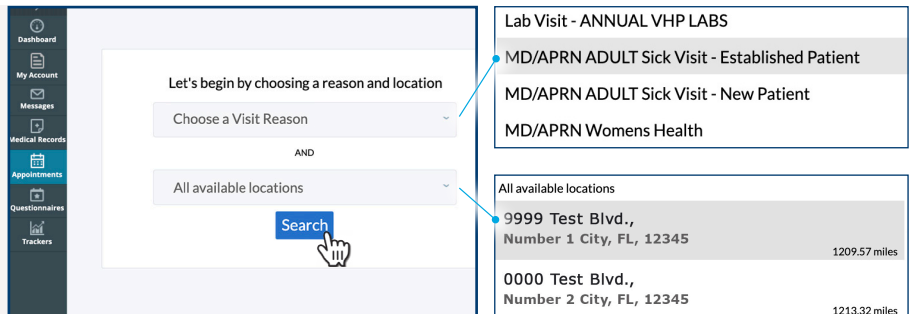 Dashboard
My Account
Messages
Medical Records
Appointments
Questionnaires
Trackers
Let's begin by choosing a reason and location
Choose a Visit Reason
AND
All available locations
Search
Lab Visit - ANNUAL VHP LABS
MD/APRN ADULT Sick Visit - Established Patient
MD/APRN ADULT Sick Visit - New Patient
MD/APRN Womens Health
All available locations
9999 Test Blvd.,
Number 1 City, FL, 12345
1209.57 miles
0000 Test Blvd.,
Number 2 City, FL, 12345
1213.32 miles